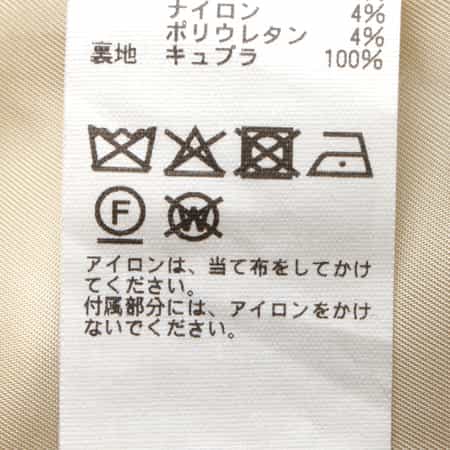 ナイロン 4%
ポリウレタン 4%
裏地 キュプラ 100%
F W
アイロンは、当て布をしてかけ
てください。
付属部分には、アイロンをかけ
ないでください。